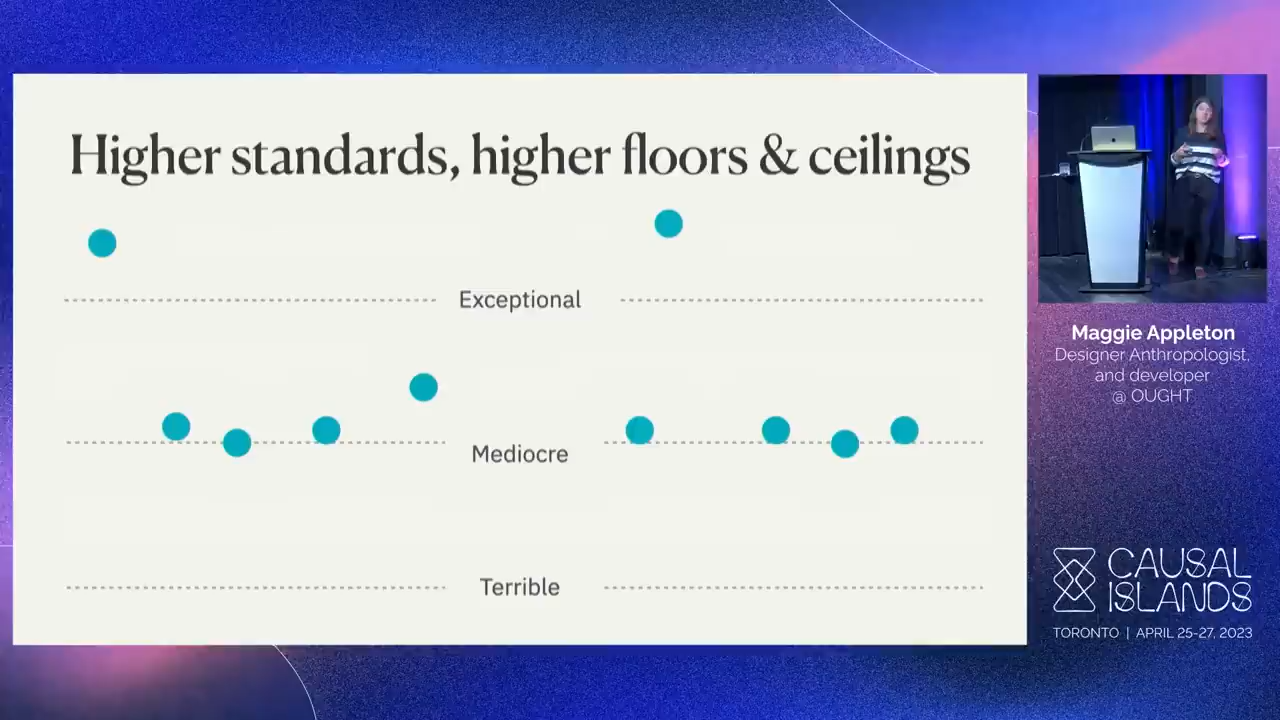 Higher standards, higher floors & ceilings
Exceptional
Mediocre
Terrible
Maggie Appleton
Designer Anthropologist,
and developer
@ OUGHT
CAUSAL
ISLANDS
TORONTO | APRIL 25-27, 2023